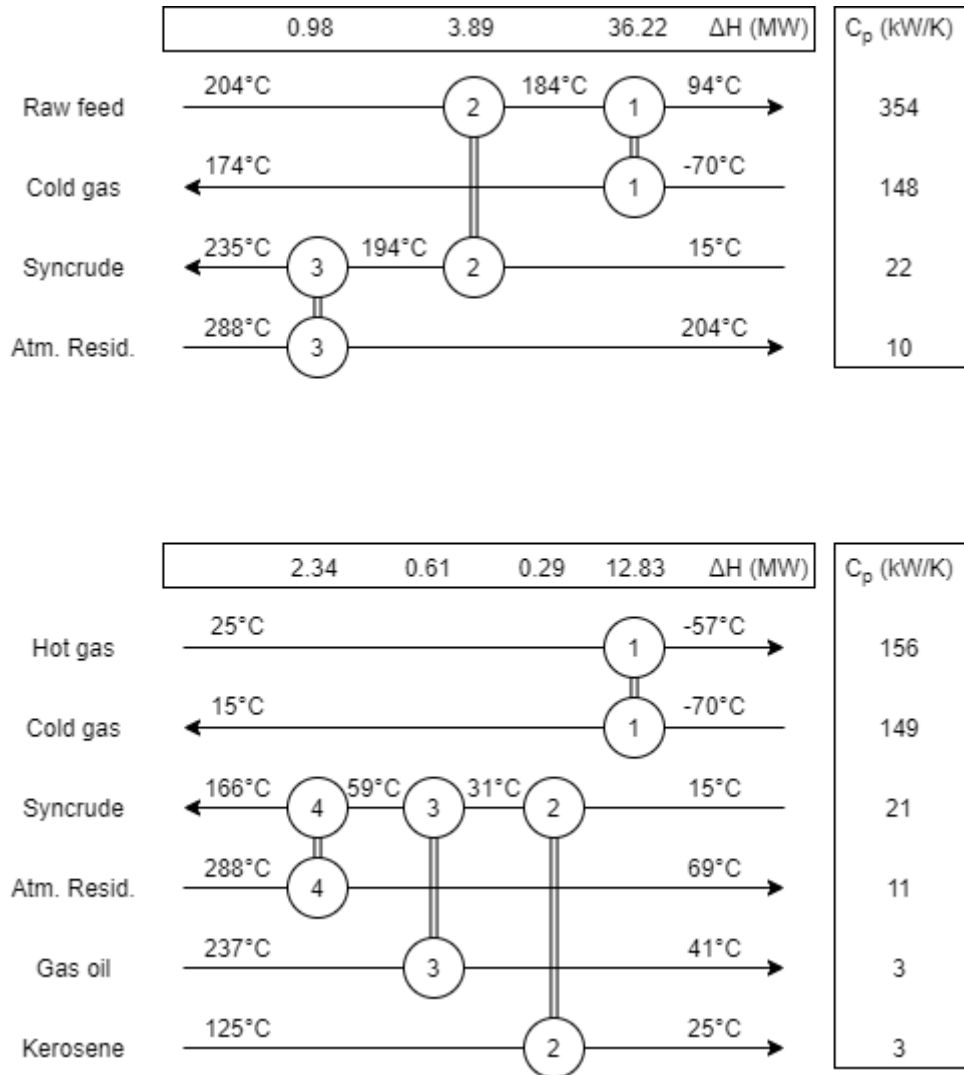 0.98 3.89 36.22 ΔH (MW) Cp (kW/K)
204°C 184°C 94°C
Raw feed 2 1 354
174°C -70°C
Cold gas 1 148
235°C 194°C 15°C
Syncrude 3 2 22
288°C 204°C
Atm. Resid. 3 10
2.34 0.61 0.29 12.83 ΔH (MW) Cp (kW/K)
25°C -57°C
Hot gas 1 156
15°C -70°C
Cold gas 1 149
166°C 59°C 31°C 15°C
Syncrude 4 3 2 21
288°C 69°C
Atm. Resid. 4 11
237°C 41°C
Gas oil 3 3
125°C 25°C
Kerosene 2 3